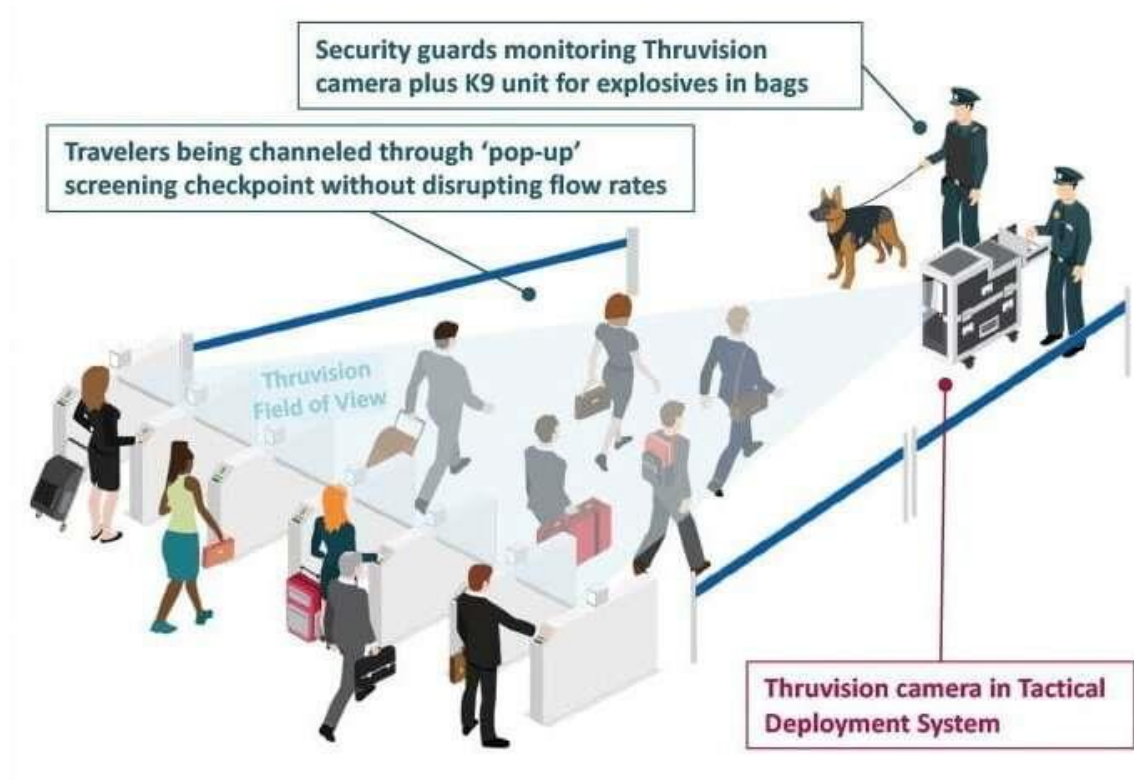 Security guards monitoring Thruvision
camera plus K9 unit for explosives in bags
Travelers being channeled through ‘pop-up’
screening checkpoint without disrupting flow rates
Thruvision
Field of View
Thruvision camera in Tactical
Deployment System